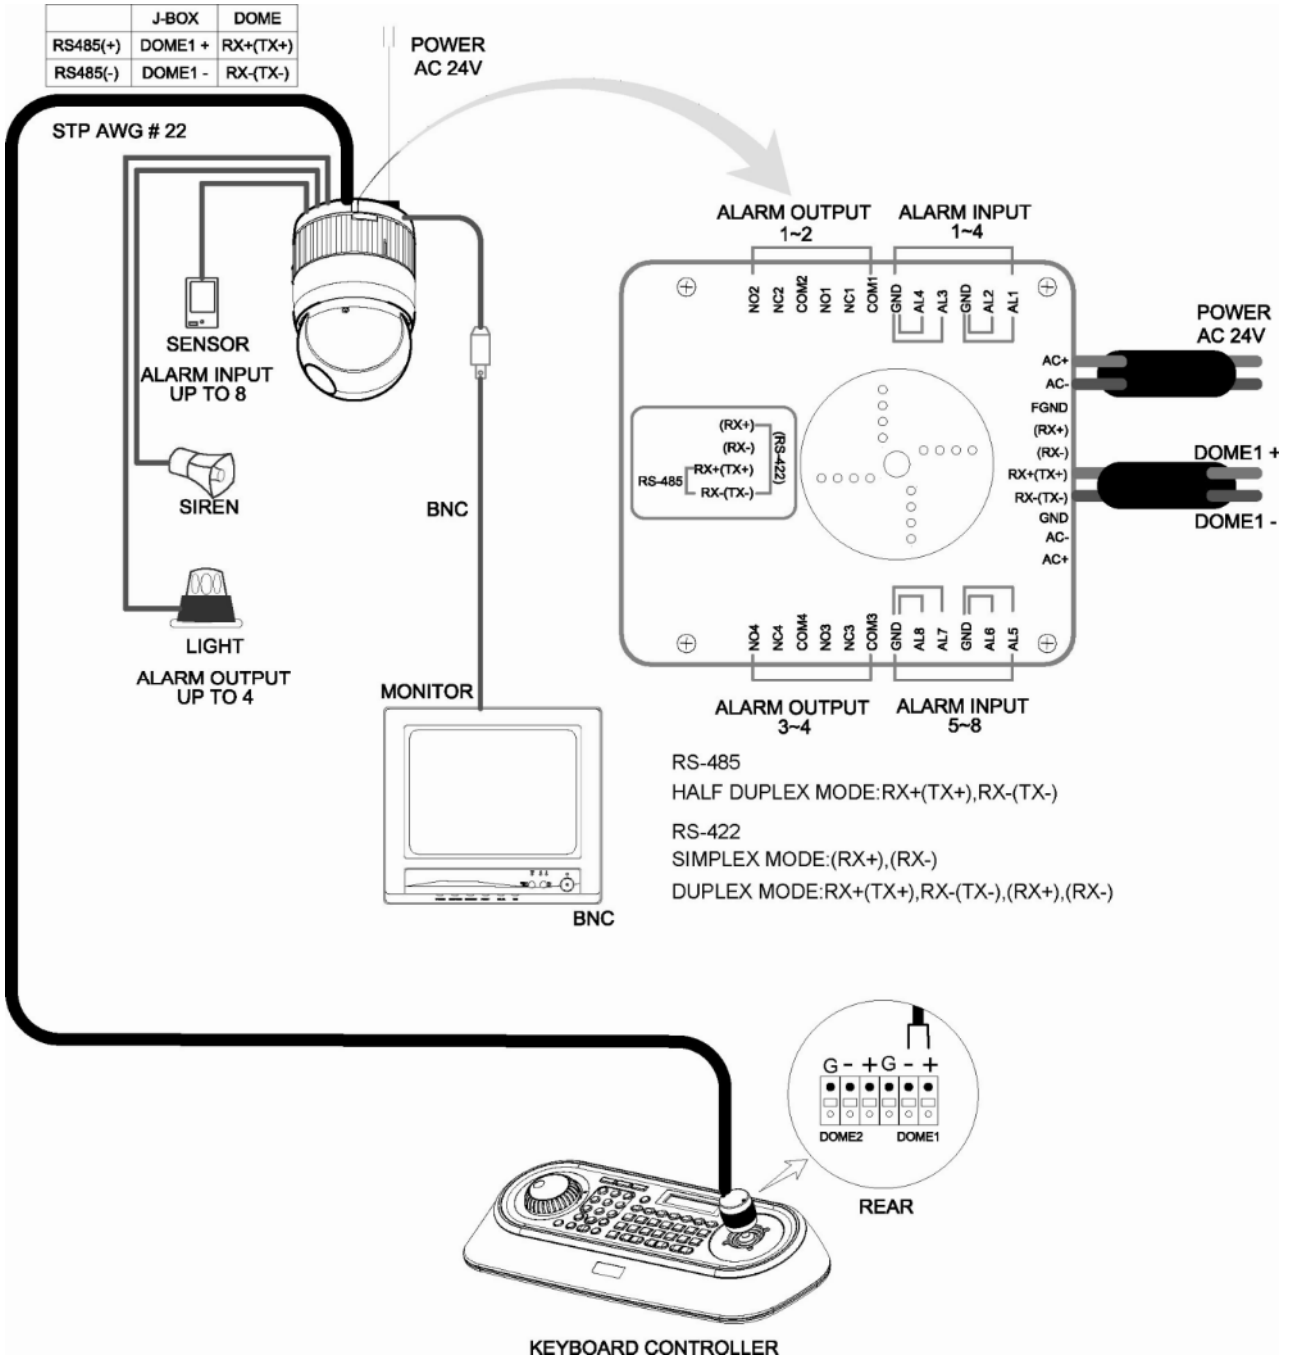 J-BOX DOME
RS485(+) DOME1 + RX+(TX+)
RS485(-) DOME1 - RX-(TX-)
POWER
AC 24V
STP AWG # 22
SENSOR
ALARM INPUT
UP TO 8
SIREN
LIGHT
ALARM OUTPUT
UP TO 4
BNC
MONITOR
BNC
ALARM OUTPUT
1~2
ALARM INPUT
1~4
NO2 NC2 COM2 NO1 NC1 COM1 GND AL4 AL3 GND AL2 AL1
POWER
AC 24V
AC+
AC-
FGND
(RX+)
(RX-)
RX+(TX+)
RX-(TX-)
GND
AC-
AC+
DOME1 +
DOME1 -
(RX+)
(RX-)
RX+(TX+)
RX-(TX-)
(RS-422)
RS-485
NO4 NC4 COM4 NO3 NC3 COM3 GND AL8 AL7 GND AL6 AL5
ALARM OUTPUT
3~4
ALARM INPUT
5~8
RS-485
HALF DUPLEX MODE:RX+(TX+),RX-(TX-)
RS-422
SIMPLEX MODE:(RX+),(RX-)
DUPLEX MODE:RX+(TX+),RX-(TX-),(RX+),(RX-)
G - + G - +
DOME2 DOME1
REAR
KEYBOARD CONTROLLER